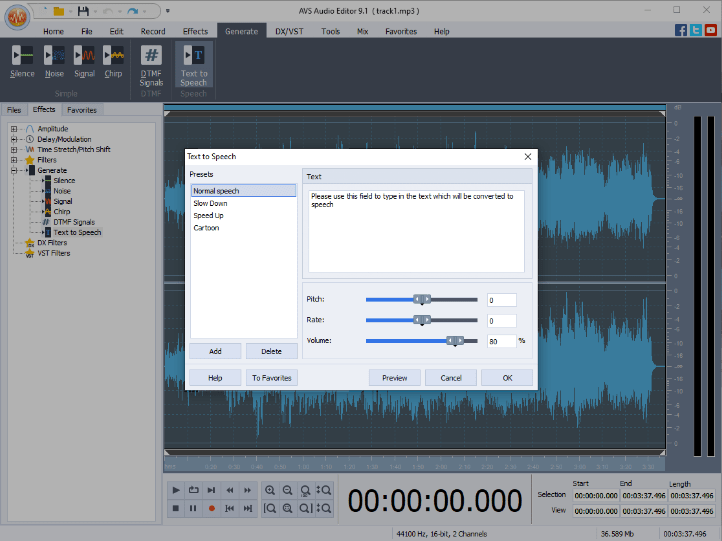 AVS Audio Editor 9.1 ( track1.mp3 )
Home File Edit Record Effects Generate DX/VST Tools Mix Favorites Help
Silence Noise Signal Chirp DTMF Signals Text to Speech
Simple DTMF Speech
Files Effects Favorites
Amplitude
Delay/Modulation
Time Stretch/Pitch Shift
Filters
Generate
Silence
Noise
Signal
Chirp
DTMF Signals
Text to Speech
DX Filters
VST Filters
Text to Speech
Presets
Normal speech
Slow Down
Speed Up
Cartoon
Add Delete
Text
Please use this field to type in the text which will be converted to
speech
Pitch: 0
Rate: 0
Volume: 80 %
Help To Favorites Preview Cancel OK
00:00:00.000
Start End Length
Selection 00:00:00.000 00:03:37.496 00:03:37.496
View 00:00:00.000 00:03:37.496 00:03:37.496
44100 Hz, 16-bit, 2 Channels 36.589 Mb 00:03:37.496